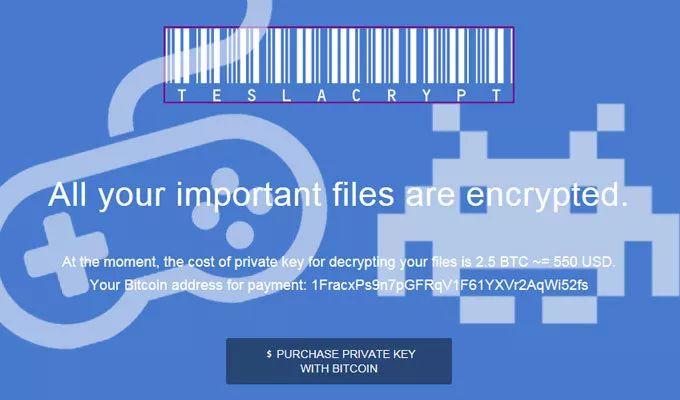 TESLACRYPT
All your important files are encrypted.
At the moment, the cost of private key for decrypting your files is 2.5 BTC ~= 550 USD.
Your Bitcoin address for payment: 1FracxPs9n7pGFRqV1F61YXVr2AqWi52fs
$ PURCHASE PRIVATE KEY
WITH BITCOIN